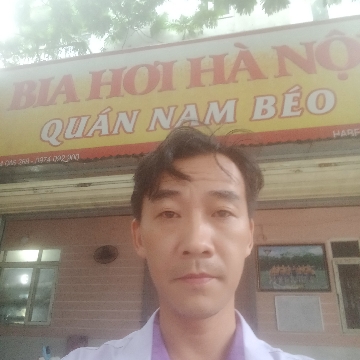 BIA HƠI HÀ NỘ
QUÁN NAM BÉO